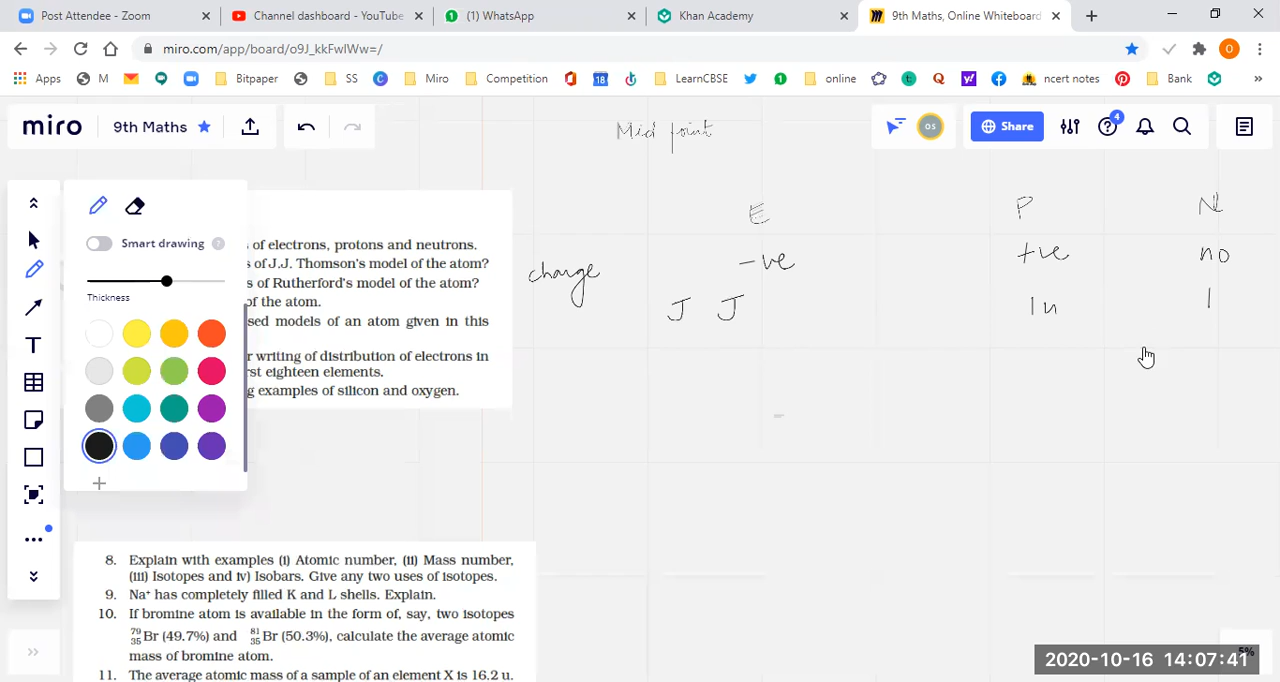 Post Attendee - Zoom
Channel dashboard - YouTube
(1) WhatsApp
Khan Academy
9th Maths, Online Whiteboard
miro.com/app/board/o9J_kkFwIWw=/
Apps M Bitpaper SS Miro Competition 18 LearnCBSE online ncert notes Bank
miro 9th Maths
OS Share 4
Mid point
E P N
charge -ve +ve no
J J 1u 1
Smart drawing
Thickness
of electrons, protons and neutrons.
s of J.J. Thomson's model of the atom?
s of Rutherford's model of the atom?
of the atom.
sed models of an atom given in this
r writing of distribution of electrons in
rst eighteen elements.
g examples of silicon and oxygen.
8. Explain with examples (i) Atomic number, (ii) Mass number,
(iii) Isotopes and iv) Isobars. Give any two uses of isotopes.
9. Na⁺ has completely filled K and L shells. Explain.
10. If bromine atom is available in the form of, say, two isotopes
⁷⁹₃₅Br (49.7%) and ⁸¹₃₅Br (50.3%), calculate the average atomic
mass of bromine atom.
11. The average atomic mass of a sample of an element X is 16.2 u.
5%
2020-10-16 14:07:41